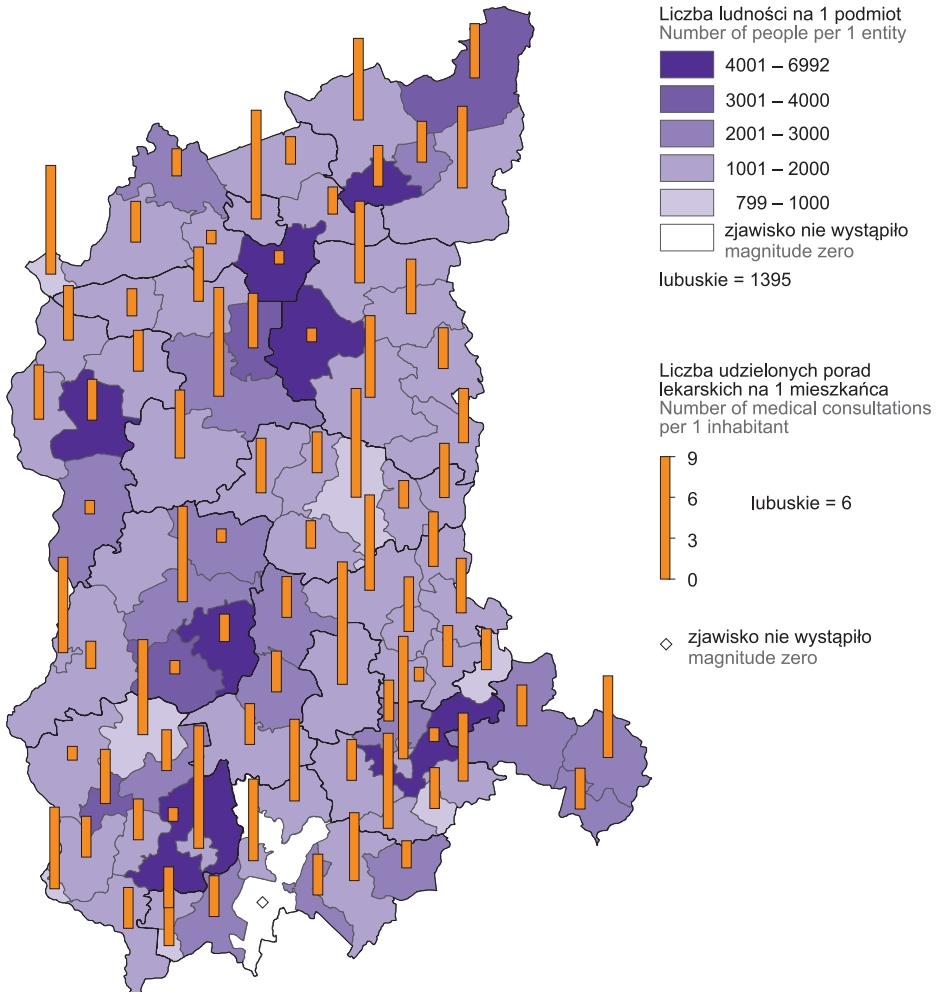 Liczba ludności na 1 podmiot
Number of people per 1 entity
4001 – 6992
3001 – 4000
2001 – 3000
1001 – 2000
799 – 1000
zjawisko nie wystąpiło
magnitude zero
lubuskie = 1395
Liczba udzielonych porad
lekarskich na 1 mieszkańca
Number of medical consultations
per 1 inhabitant
9
6
lubuskie = 6
3
0
zjawisko nie wystąpiło
magnitude zero